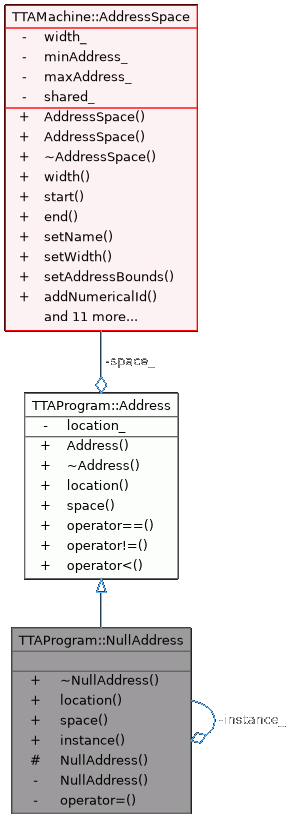 TTAMachine::AddressSpace
- width_
- minAddress_
- maxAddress_
- shared_
+ AddressSpace()
+ AddressSpace()
+ ~AddressSpace()
+ width()
+ start()
+ end()
+ setName()
+ setWidth()
+ setAddressBounds()
+ addNumericalId()
and 11 more...
-space_
TTAProgram::Address
- location_
+ Address()
+ ~Address()
+ location()
+ space()
+ operator==()
+ operator!=()
+ operator<()
TTAProgram::NullAddress
+ ~NullAddress()
+ location()
+ space()
+ instance()
# NullAddress()
- NullAddress()
- operator=()
-instance_